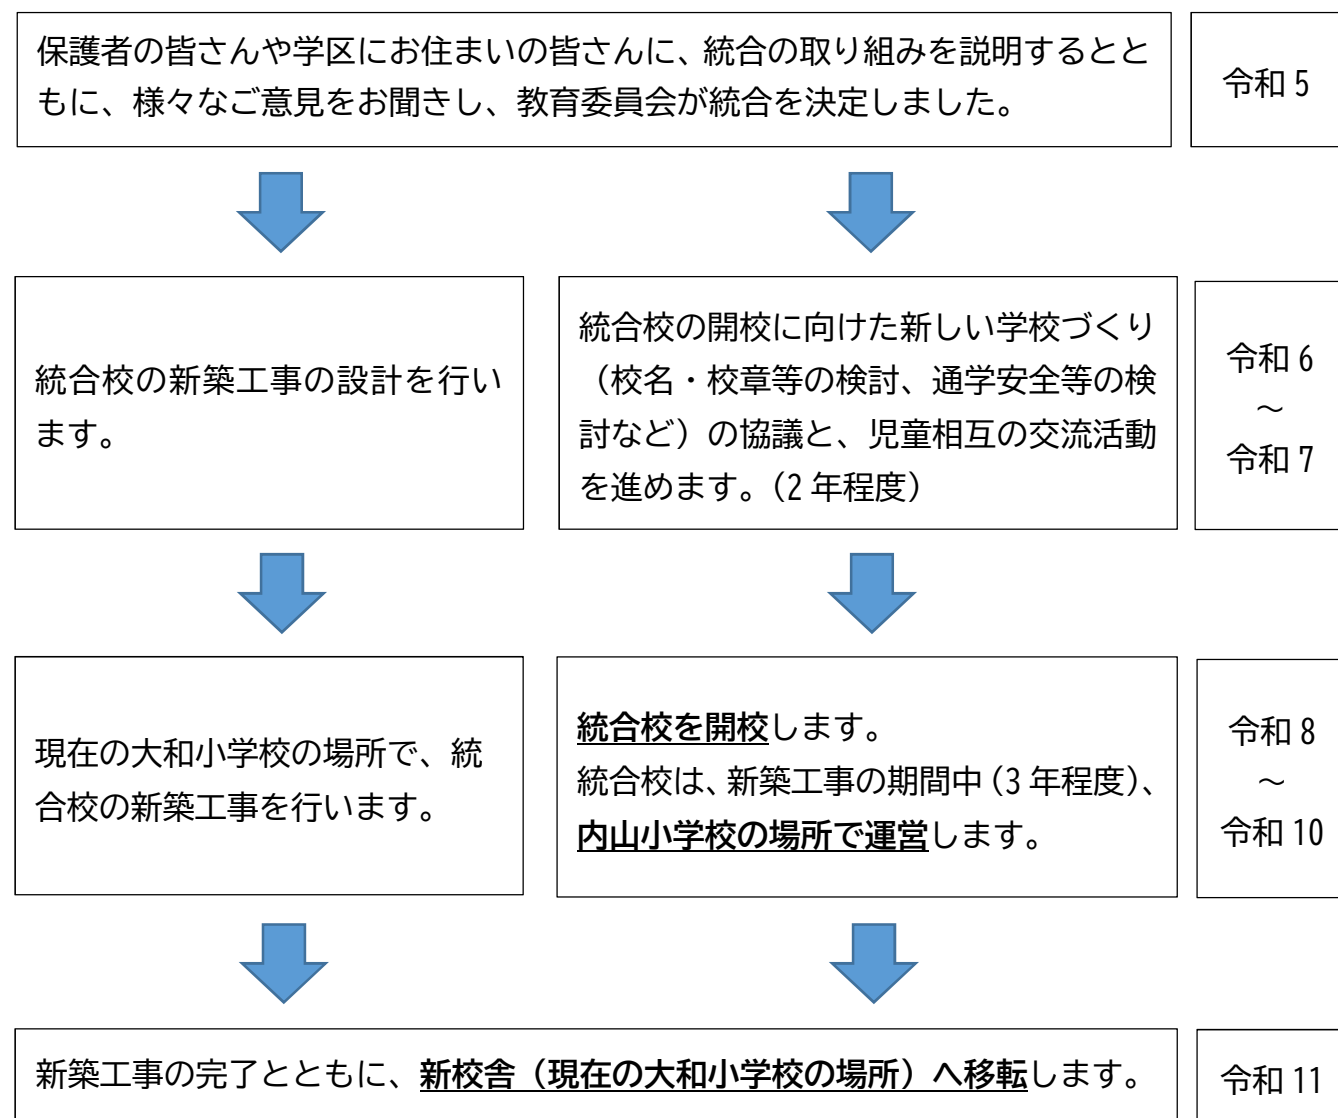 保護者の皆さんや学区にお住まいの皆さんに、統合の取り組みを説明するとと
もに、様々なご意見をお聞きし、教育委員会が統合を決定しました。
令和 5
統合校の新築工事の設計を行い
ます。
統合校の開校に向けた新しい学校づくり
（校名・校章等の検討、通学安全等の検
討など）の協議と、児童相互の交流活動
を進めます。（2 年程度）
令和 6
～
令和 7
現在の大和小学校の場所で、統
合校の新築工事を行います。
統合校を開校します。
統合校は、新築工事の期間中（3 年程度）、
内山小学校の場所で運営します。
令和 8
～
令和 10
新築工事の完了とともに、新校舎（現在の大和小学校の場所）へ移転します。
令和 11